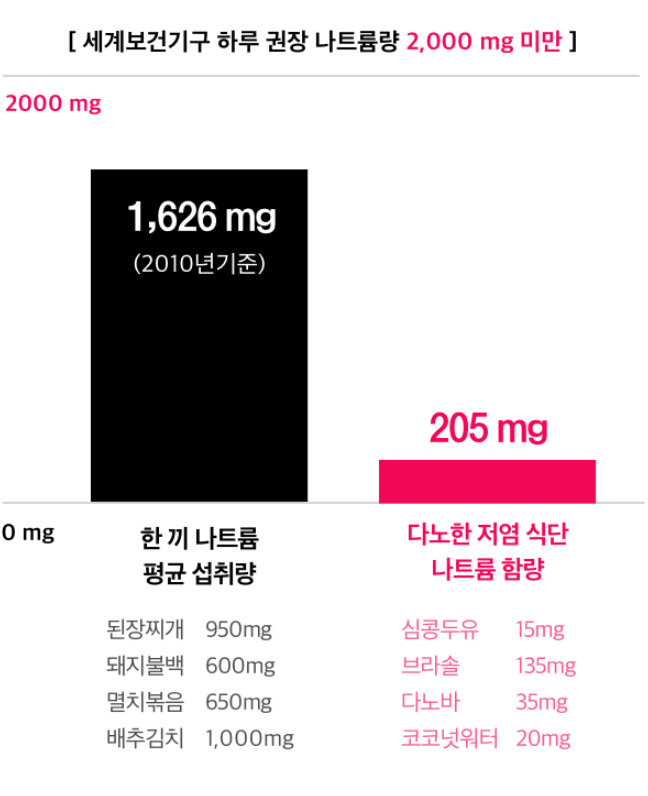 [ 세계보건기구 하루 권장 나트륨량 2,000 mg 미만 ]
2000 mg
1,626 mg
(2010년기준)
205 mg
0 mg
한 끼 나트륨
평균 섭취량
된장찌개 950mg
돼지불백 600mg
멸치볶음 650mg
배추김치 1,000mg
다노한 저염 식단
나트륨 함량
심콩두유 15mg
브라솔 135mg
다노바 35mg
코코넛워터 20mg